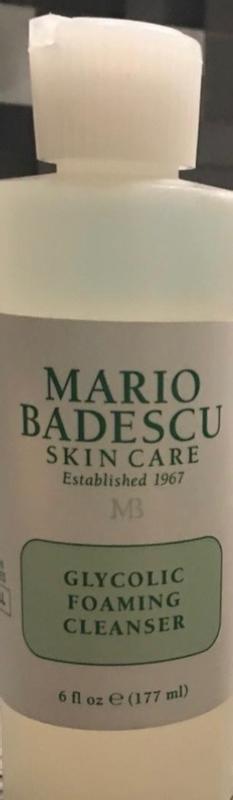 MARIO
BADESCU
SKIN CARE
Established 1967
MB
GLYCOLIC
FOAMING
CLEANSER
6 fl oz ℮ (177 ml)